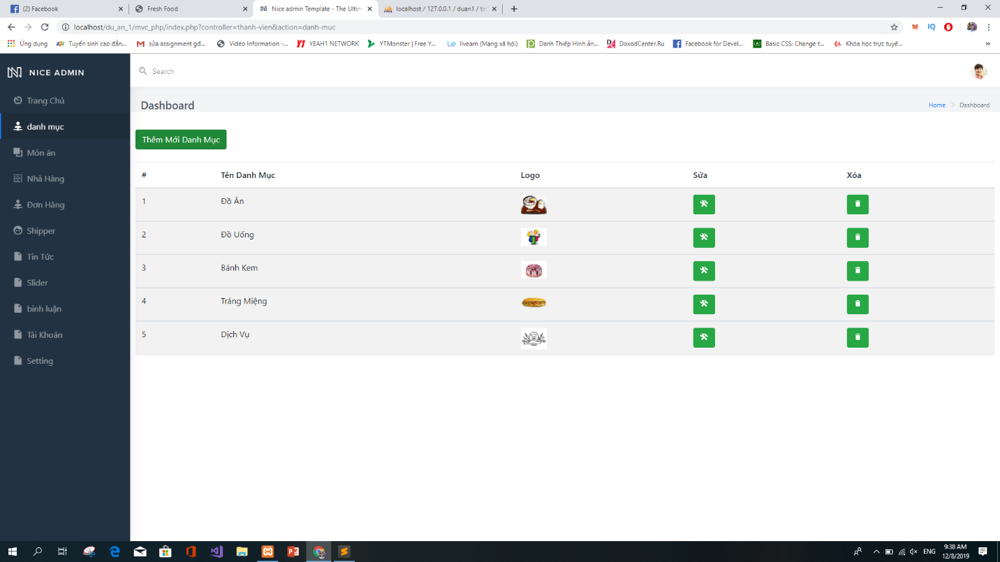 (2) Facebook
Fresh Food
Nice admin Template - The Ultim
localhost / 127.0.0.1 / duan1 / tin
localhost/du_an_1/mvc_php/index.php?controller=thanh-vien&action=danh-muc
Ứng dụng
Tuyển sinh cao đẳn...
sửa assignment gđ...
Video Information -...
YEAH1 NETWORK
YTMonster | Free Y...
liveam (Mạng xã hội)
Danh Thiếp Hình ản...
DoxodCenter.Ru
Facebook for Devel...
Basic CSS: Change t...
Khóa học trực tuyế...
»
NICE ADMIN
Search
Trang Chủ
danh mục
Món ăn
Nhà Hàng
Đơn Hàng
Shipper
Tin Tức
Slider
bình luận
Tài Khoản
Setting
Dashboard
Home > Dashboard
Thêm Mới Danh Mục
# Tên Danh Mục Logo Sửa Xóa
1 Đồ Ăn
2 Đồ Uống
3 Bánh Kem
4 Tráng Miệng
5 Dịch Vụ
ENG
9:38 AM
12/8/2019